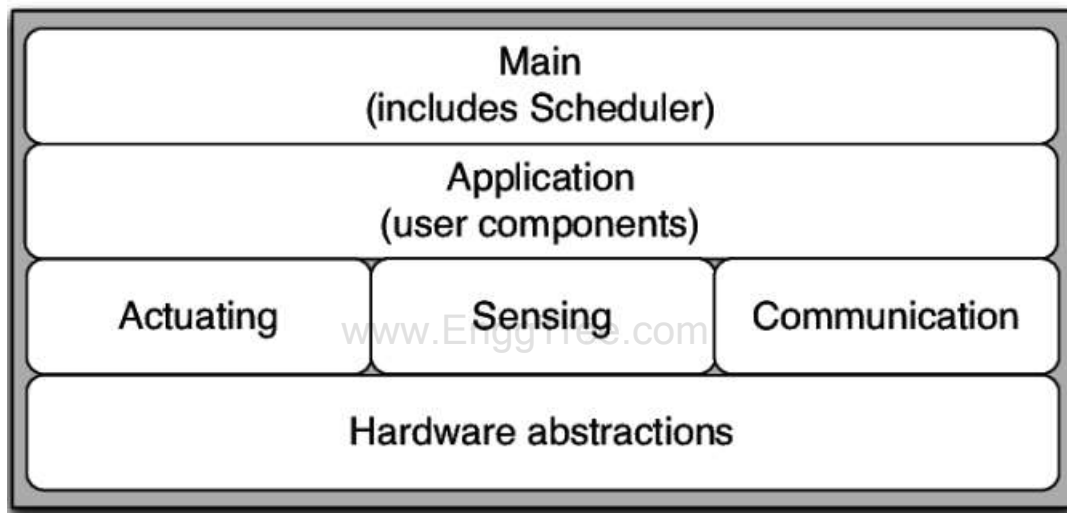 Main
(includes Scheduler)
Application
(user components)
Actuating
Sensing
Communication
www.EnggTree.com
Hardware abstractions